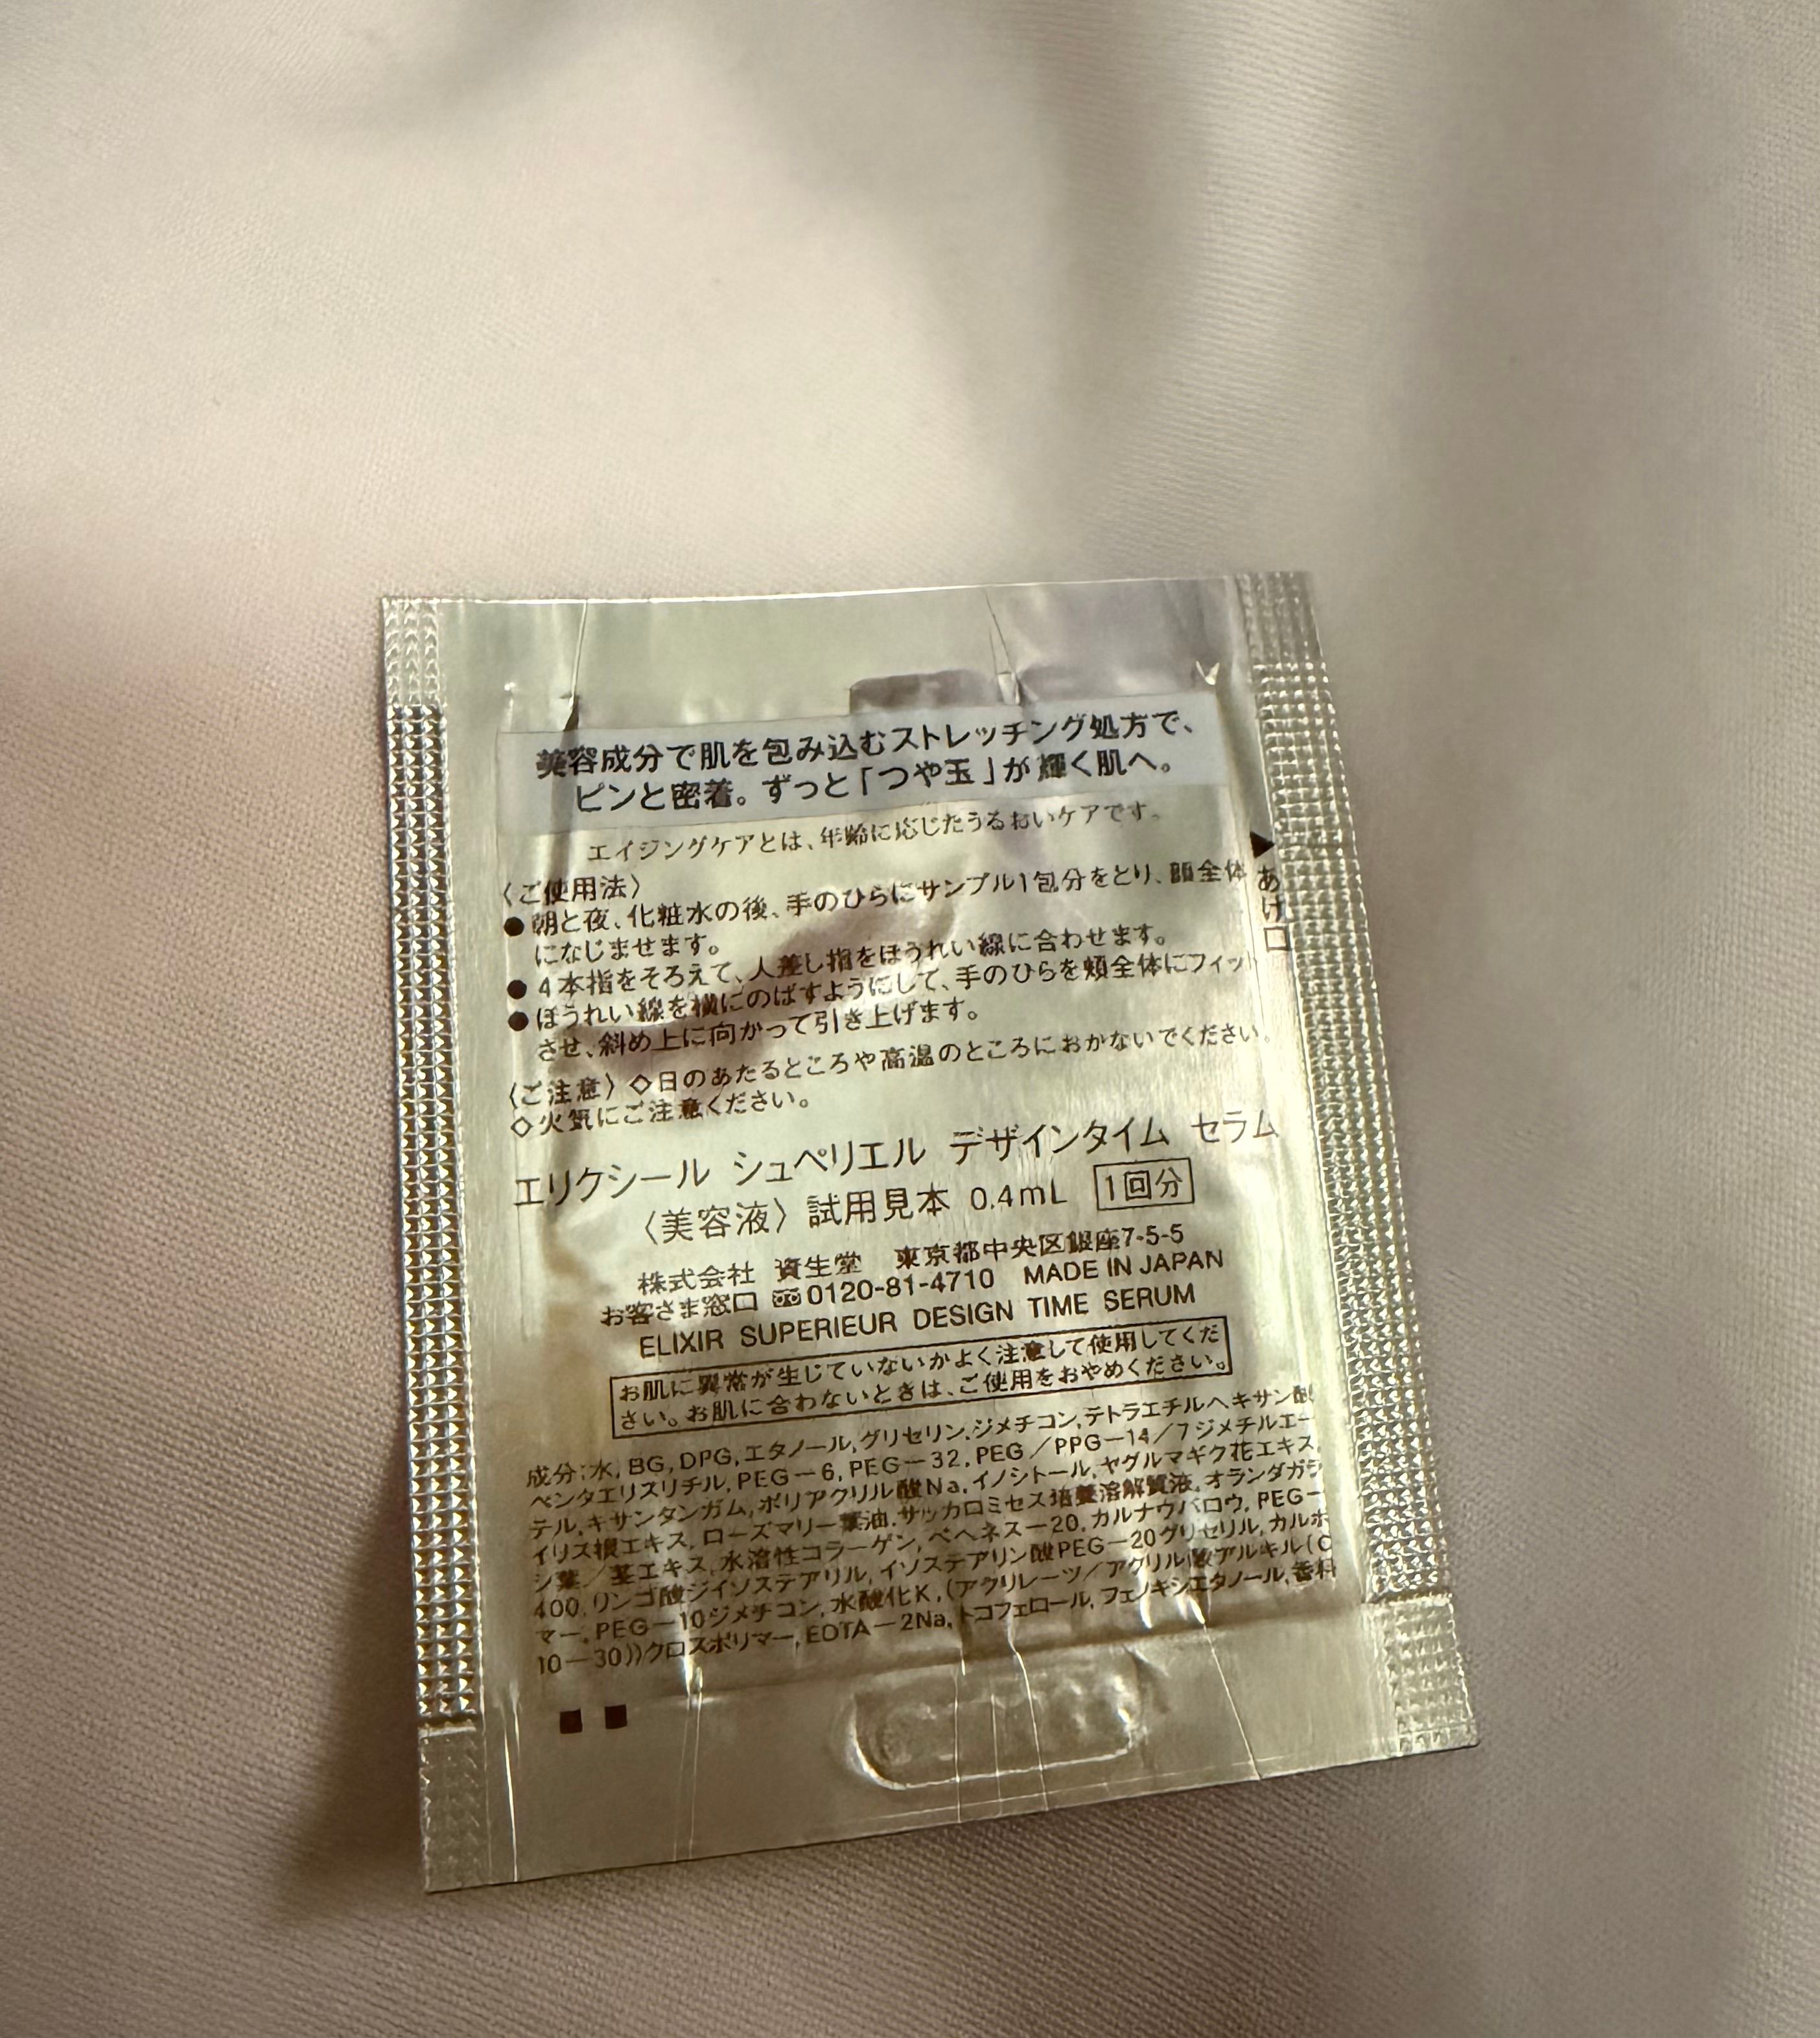 美容成分で肌を包み込むストレッチング処方で、
ピンと密着。ずっと「つや玉」が輝く肌へ。
エイジングケアとは、年齢に応じたうるおいケアです。
〈ご使用法〉
●朝と夜、化粧水の後、手のひらにサンプル1包分をとり、顔全体
になじませます。
●4本指をそろえて、人差し指をほうれい線に合わせます。
●ほうれい線を横にのばすようにして、手のひらを頬全体にフィット
させ、斜め上に向かって引き上げます。
〈ご注意〉◇日のあたるところや高温のところにおかないでください。
◇火気にご注意ください。
▶あけ口
エリクシール シュペリエル デザインタイム セラム
〈美容液〉試用見本 0.4mL 1回分
株式会社 資生堂 東京都中央区銀座7-5-5
お客さま窓口 0120-81-4710 MADE IN JAPAN
ELIXIR SUPERIEUR DESIGN TIME SERUM
お肌に異常が生じていないかよく注意して使用してくだ
さい。お肌に合わないときは、ご使用をおやめください。
成分:水,BG,DPG,エタノール,グリセリン,ジメチコン,テトラエチルヘキサン酸
ペンタエリスリチル,PEG-6,PEG-32,PEG/PPG-14/7ジメチルエー
テル,キサンタンガム,ポリアクリル酸Na,イノシトール,ヤグルマギク花エキス,
イリス根エキス,ローズマリー葉油,サッカロミセス培養溶解質液,オランダガラ
シ葉/茎エキス,水溶性コラーゲン,ベヘネス-20,カルナウバロウ,PEG-
400,リンゴ酸ジイソステアリル,イソステアリン酸PEG-20グリセリル,カルボ
マー,PEG-10ジメチコン,水酸化K,(アクリレーツ/アクリル酸アルキル(C
10-30))クロスポリマー,EDTA-2Na,トコフェロール,フェノキシエタノール,香料